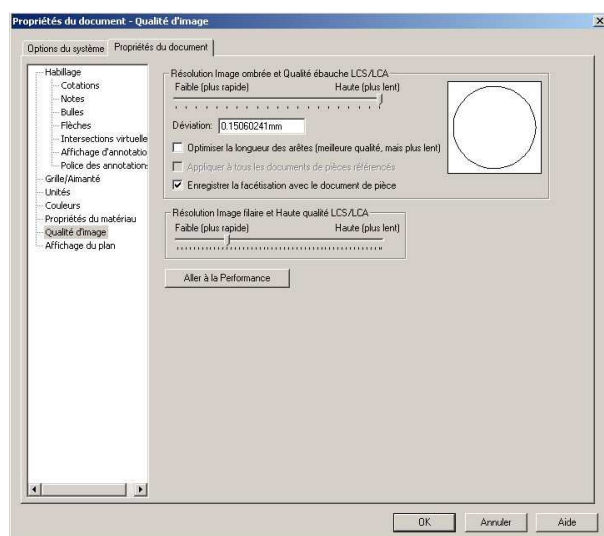 Propriétés du document - Qualité d'image
Options du système Propriétés du document
Habillage
Cotations
Notes
Bulles
Flèches
Intersections virtuelle
Affichage d'annotatio
Police des annotation
Grille/Aimanté
Unités
Couleurs
Propriétés du matériau
Qualité d'image
Affichage du plan
Résolution Image ombrée et Qualité ébauche LCS/LCA
Faible (plus rapide) Haute (plus lent)
Déviation: 0.15060241mm
Optimiser la longueur des arêtes (meilleure qualité, mais plus lent)
Appliquer à tous les documents de pièces référencés
Enregistrer la facétisation avec le document de pièce
Résolution Image filaire et Haute qualité LCS/LCA
Faible (plus rapide) Haute (plus lent)
Aller à la Performance
OK Annuler Aide